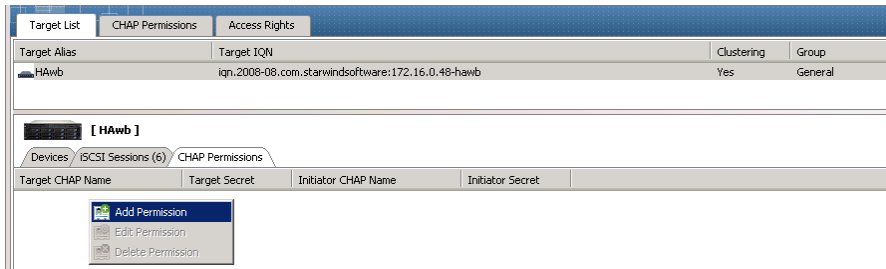 Target List CHAP Permissions Access Rights
Target Alias Target IQN Clustering Group
HAwb iqn.2008-08.com.starwindsoftware:172.16.0.48-hawb Yes General
[ HAwb ]
Devices iSCSI Sessions (6) CHAP Permissions
Target CHAP Name Target Secret Initiator CHAP Name Initiator Secret
Add Permission
Edit Permission
Delete Permission